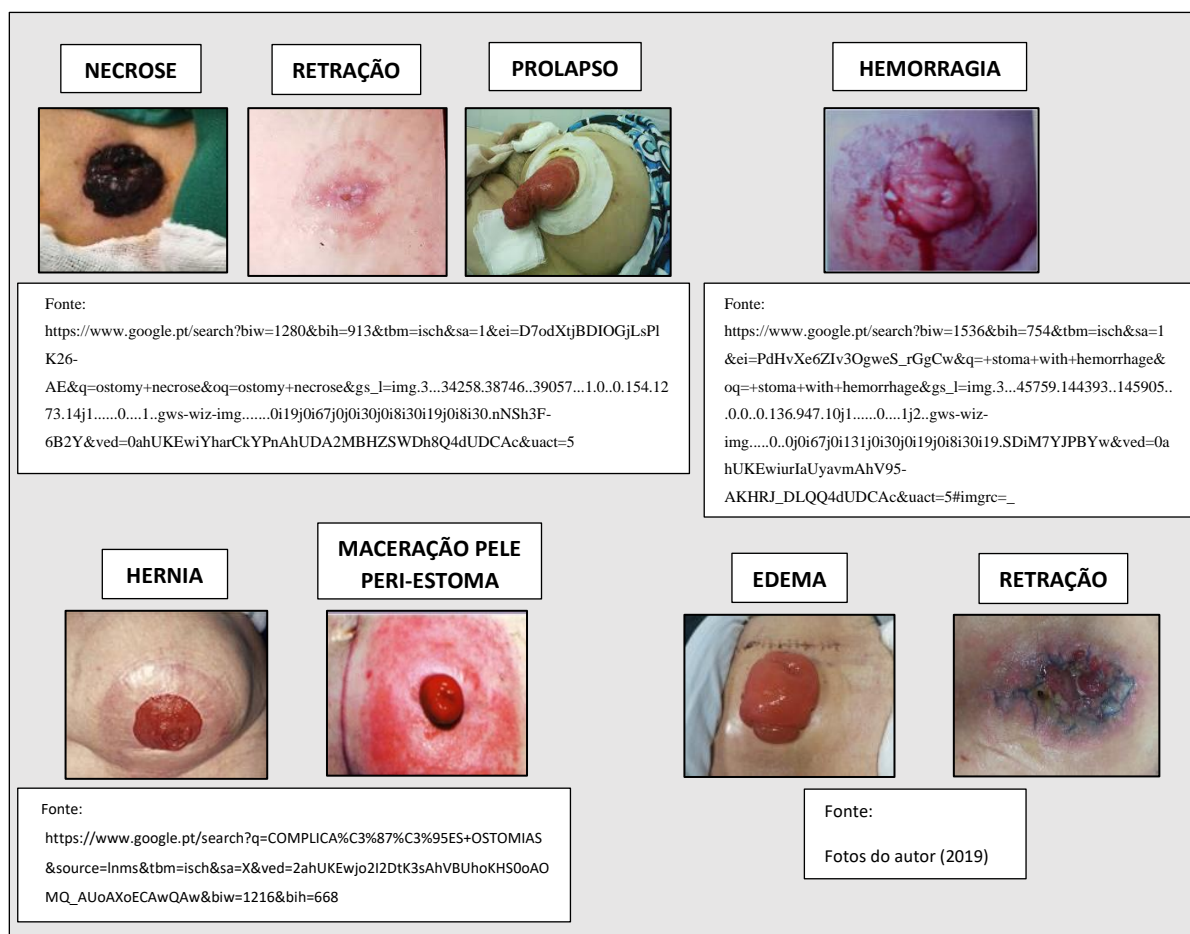 NECROSE
RETRAÇÃO
PROLAPSO
HEMORRAGIA
Fonte:
https://www.google.pt/search?biw=1280&bih=913&tbm=isch&sa=1&ei=D7odXtjBDIOGjLsPl
K26-
AE&q=ostomy+necrose&oq=ostomy+necrose&gs_l=img.3...34258.38746..39057...1.0..0.154.12
73.14j1......0....1..gws-wiz-img.......0i19j0i67j0j0i30j0i8i30i19j0i8i30.nNSh3F-
6B2Y&ved=0ahUKEwiYharCkYPnAhUDA2MBHZSWDh8Q4dUDCAc&uact=5
Fonte:
https://www.google.pt/search?biw=1536&bih=754&tbm=isch&sa=1
&ei=PdHvXe6ZIv3OgweS_rGgCw&q=+stoma+with+hemorrhage&
oq=+stoma+with+hemorrhage&gs_l=img.3...45759.144393..145905..
.0.0..0.136.947.10j1......0....1j2..gws-wiz-
img.....0..0j0i67j0i131j0i30j0i19j0i8i30i19.SDiM7YJPBYw&ved=0a
hUKEwiurIaUyavmAhV95-
AKHRJ_DLQQ4dUDCAc&uact=5#imgrc=_
HERNIA
MACERAÇÃO PELE
PERI-ESTOMA
EDEMA
RETRAÇÃO
Fonte:
https://www.google.pt/search?q=COMPLICA%C3%87%C3%95ES+OSTOMIAS
&source=lnms&tbm=isch&sa=X&ved=2ahUKEwjo2I2DtK3sAhVBUhoKHS0oAO
MQ_AUoAXoECAwQAw&biw=1216&bih=668
Fonte:
Fotos do autor (2019)